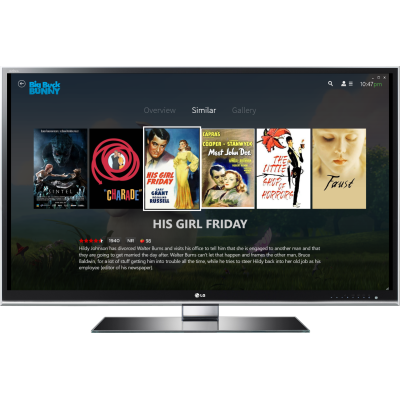 Big Buck
BUNNY
10:47pm
Overview Similar Gallery
SINTEL
"CHARADE"
HIS GIRL
FRIDAY
CARY
GRANT
ROSALIND
RUSSELL
CAPRA'S
COOPER - STANWYCK
Meet John Doe
THE
LITTLE
SHOP OF
HORRORS
Faust
HIS GIRL FRIDAY
1940 NR 98
Hildy Johnson has divorced Walter Burns and visits his office to tell him that she is engaged to another man and that
they are going to get married the day after. Walter Burns can't let that happen and frames the other man, Bruce
Baldwin, for a lot of stuff getting him into trouble all the time, while he tries to steer Hildy back into her old job as his
employee (editor of his newspaper).
LG